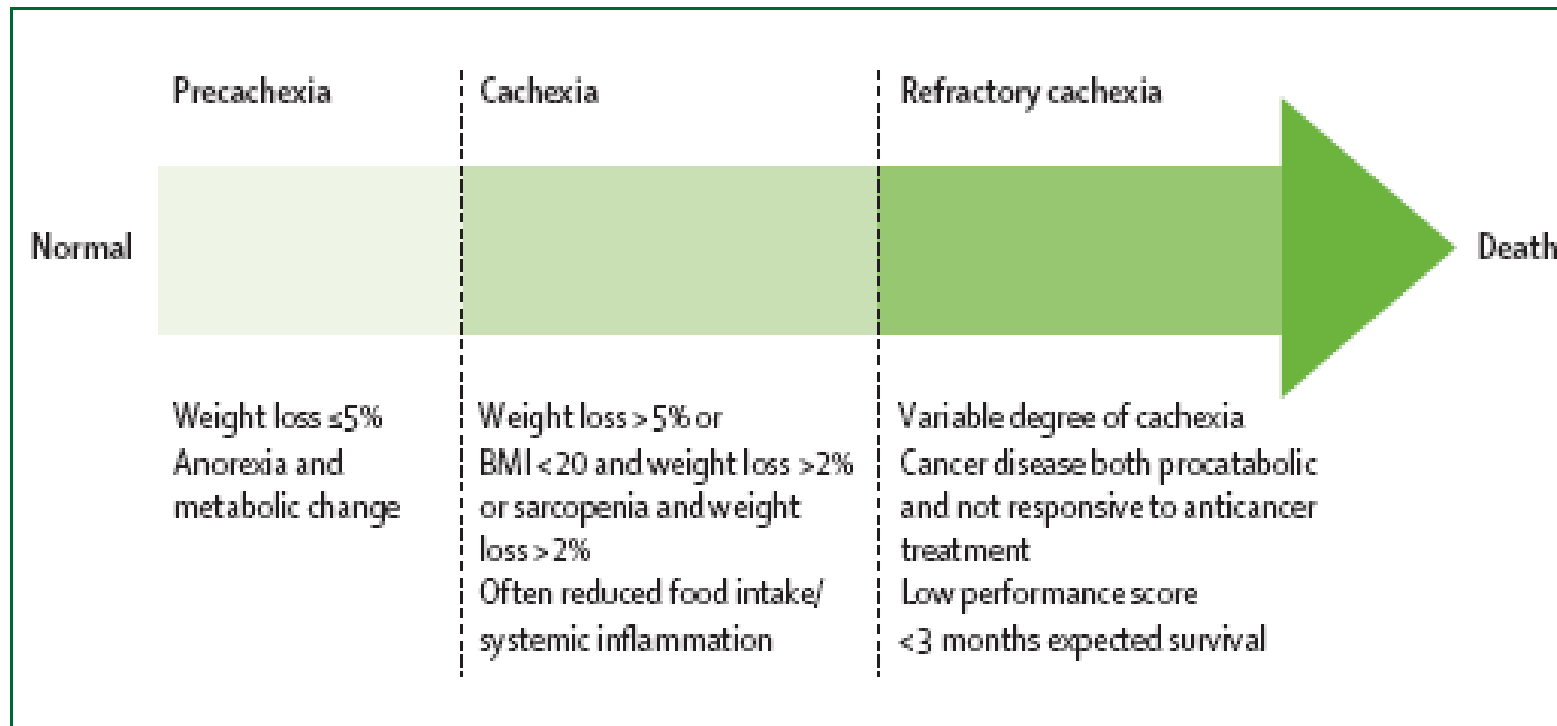 Precachexia
Cachexia
Refractory cachexia
Normal
Death
Weight loss ≤5%
Anorexia and
metabolic change
Weight loss >5% or
BMI <20 and weight loss >2%
or sarcopenia and weight
loss >2%
Often reduced food intake/
systemic inflammation
Variable degree of cachexia
Cancer disease both procatabolic
and not responsive to anticancer
treatment
Low performance score
<3 months expected survival